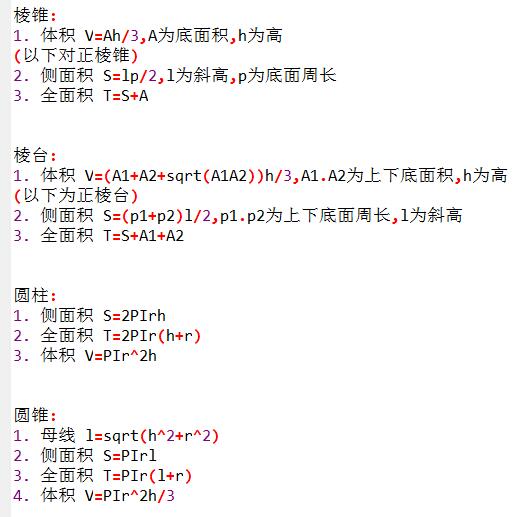 棱锥:
1. 体积 V=Ah/3,A为底面积,h为高
(以下对正棱锥)
2. 侧面积 S=lp/2,l为斜高,p为底面周长
3. 全面积 T=S+A
棱台:
1. 体积 V=(A1+A2+sqrt(A1A2))h/3,A1.A2为上下底面积,h为高
(以下为正棱台)
2. 侧面积 S=(p1+p2)l/2,p1.p2为上下底面周长,l为斜高
3. 全面积 T=S+A1+A2
圆柱:
1. 侧面积 S=2PIrh
2. 全面积 T=2PIr(h+r)
3. 体积 V=PIr^2h
圆锥:
1. 母线 l=sqrt(h^2+r^2)
2. 侧面积 S=PIrl
3. 全面积 T=PIr(l+r)
4. 体积 V=PIr^2h/3